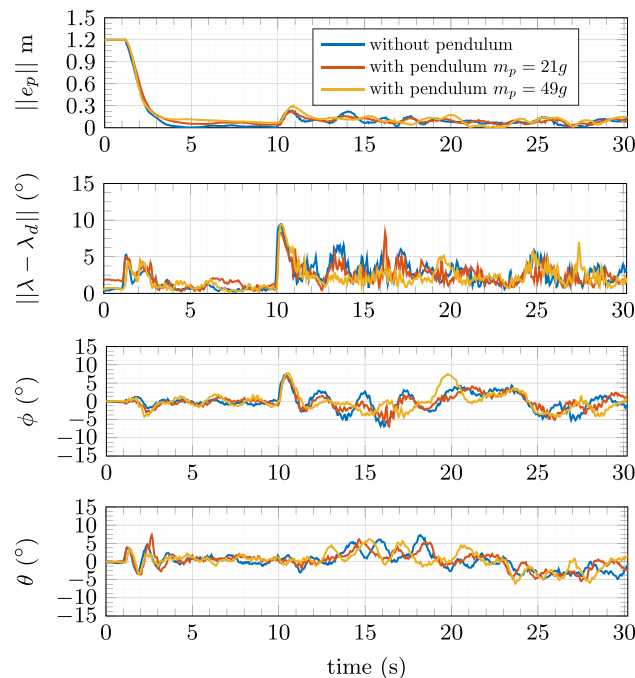 ||e_p|| m
1.5
1.2
0.9
0.6
0.3
0
without pendulum
with pendulum m_p = 21g
with pendulum m_p = 49g
0 5 10 15 20 25 30
||λ − λ_d|| (°)
15
10
5
0
0 5 10 15 20 25 30
ϕ (°)
15
10
5
0
−5
−10
−15
0 5 10 15 20 25 30
θ (°)
15
10
5
0
−5
−10
−15
0 5 10 15 20 25 30
time (s)